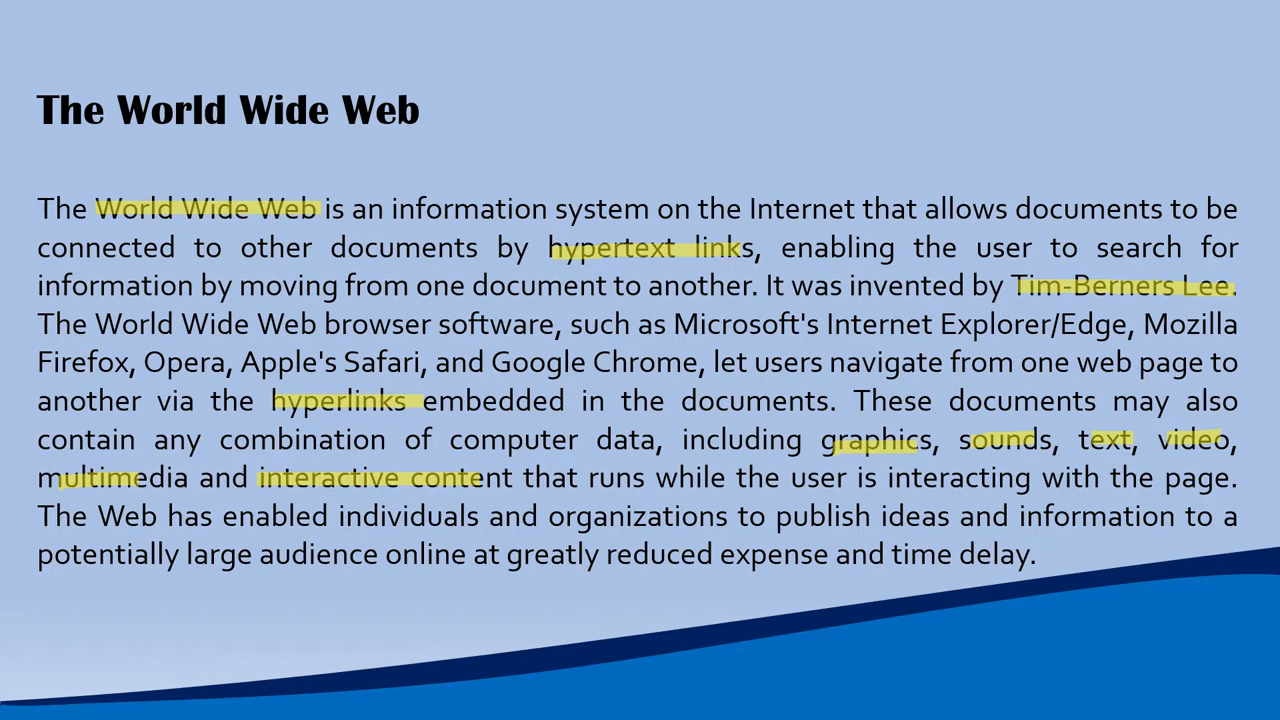 The World Wide Web
The World Wide Web is an information system on the Internet that allows documents to be
connected to other documents by hypertext links, enabling the user to search for
information by moving from one document to another. It was invented by Tim-Berners Lee.
The World Wide Web browser software, such as Microsoft's Internet Explorer/Edge, Mozilla
Firefox, Opera, Apple's Safari, and Google Chrome, let users navigate from one web page to
another via the hyperlinks embedded in the documents. These documents may also
contain any combination of computer data, including graphics, sounds, text, video,
multimedia and interactive content that runs while the user is interacting with the page.
The Web has enabled individuals and organizations to publish ideas and information to a
potentially large audience online at greatly reduced expense and time delay.